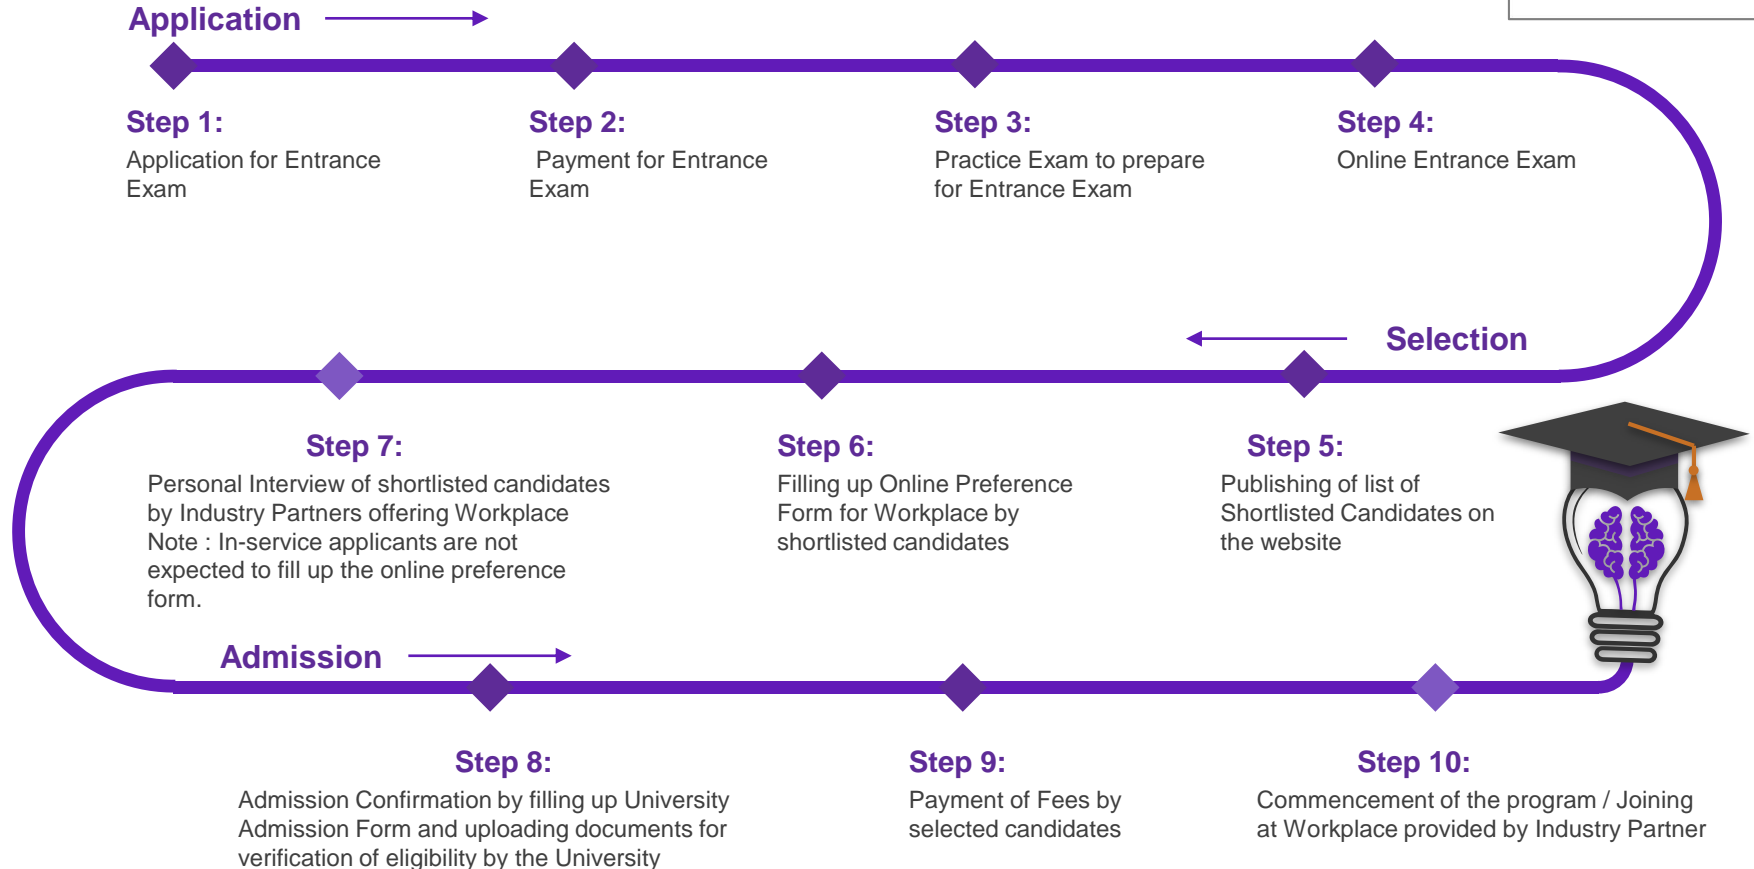 Application
Step 1:
Application for Entrance
Exam
Step 2:
Payment for Entrance
Exam
Step 3:
Practice Exam to prepare
for Entrance Exam
Step 4:
Online Entrance Exam
Selection
Step 5:
Publishing of list of
Shortlisted Candidates on
the website
Step 6:
Filling up Online Preference
Form for Workplace by
shortlisted candidates
Step 7:
Personal Interview of shortlisted candidates
by Industry Partners offering Workplace
Note : In-service applicants are not
expected to fill up the online preference
form.
Admission
Step 8:
Admission Confirmation by filling up University
Admission Form and uploading documents for
verification of eligibility by the University
Step 9:
Payment of Fees by
selected candidates
Step 10:
Commencement of the program / Joining
at Workplace provided by Industry Partner